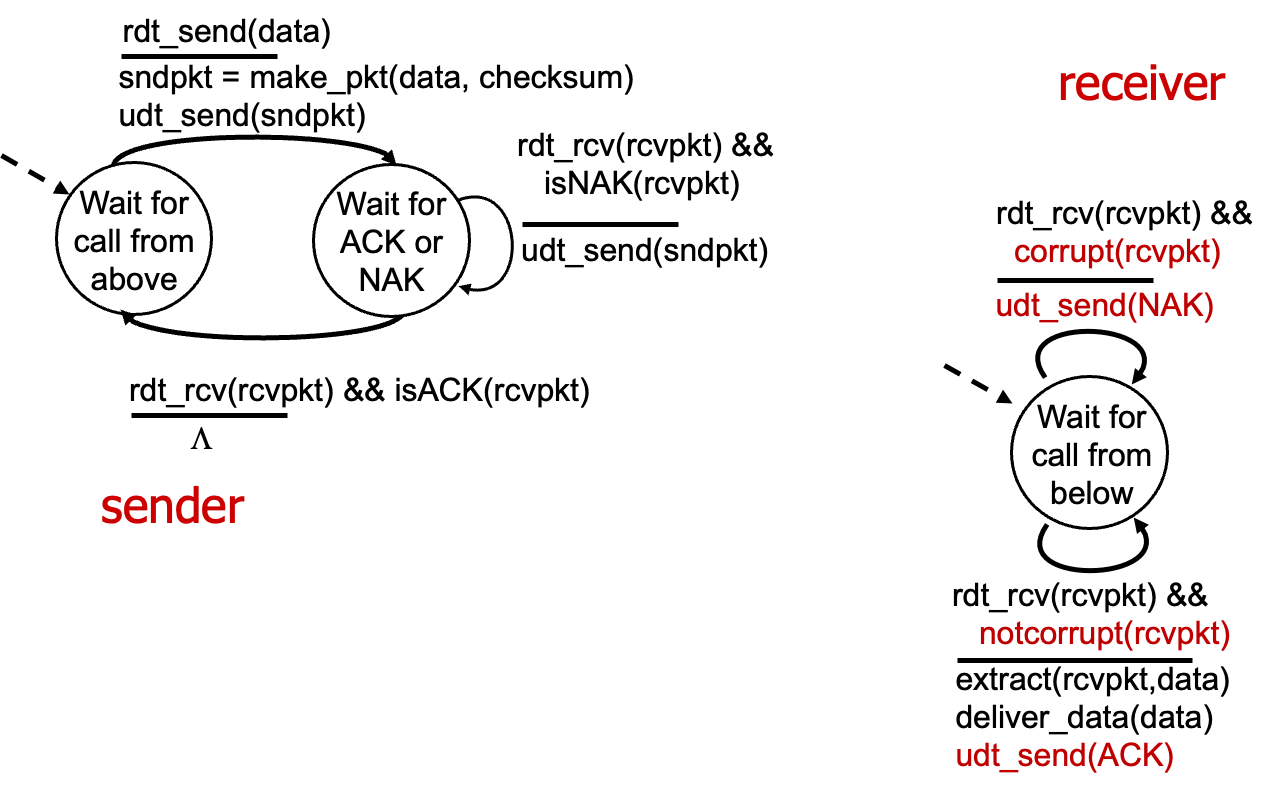 rdt_send(data)
sndpkt = make_pkt(data, checksum)
udt_send(sndpkt)
Wait for
call from
above
Wait for
ACK or
NAK
rdt_rcv(rcvpkt) &&
isNAK(rcvpkt)
udt_send(sndpkt)
rdt_rcv(rcvpkt) && isACK(rcvpkt)
Λ
sender
receiver
rdt_rcv(rcvpkt) &&
corrupt(rcvpkt)
udt_send(NAK)
Wait for
call from
below
rdt_rcv(rcvpkt) &&
notcorrupt(rcvpkt)
extract(rcvpkt,data)
deliver_data(data)
udt_send(ACK)